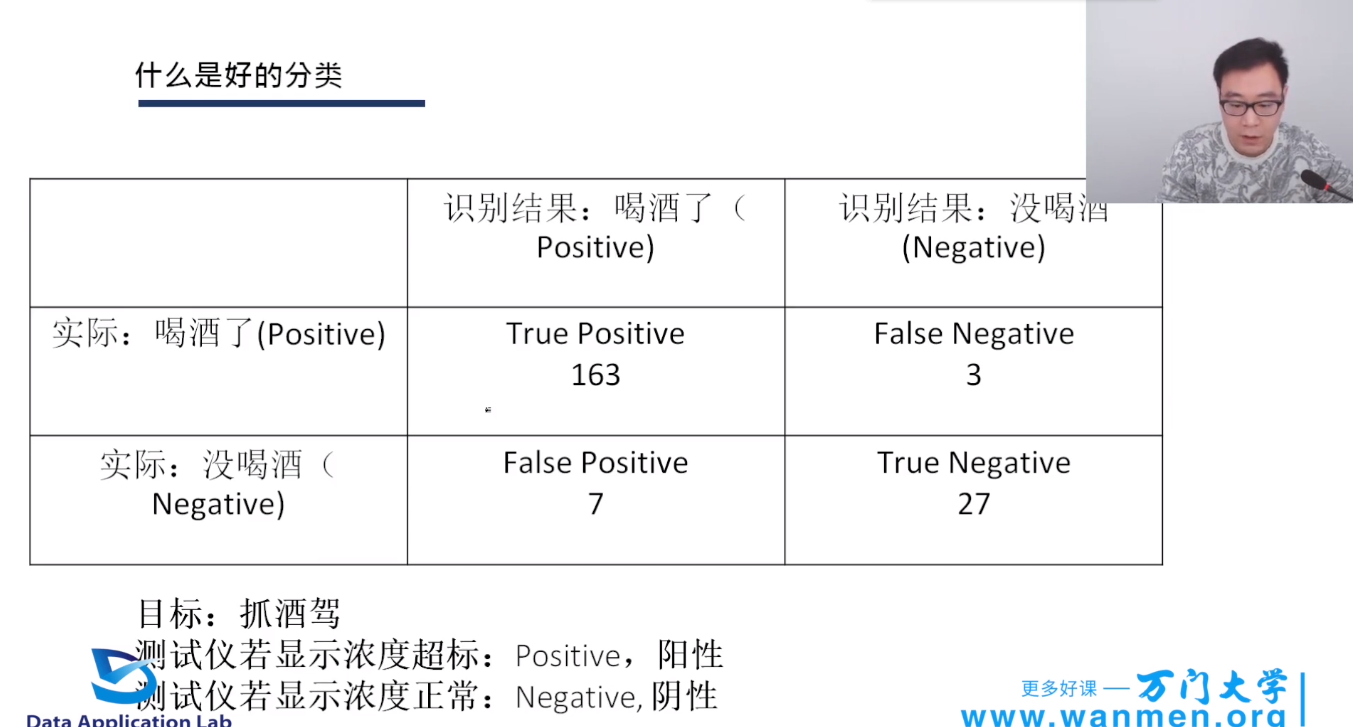 什么是好的分类
识别结果：喝酒了（
Positive)
识别结果：没喝酒
(Negative)
实际：喝酒了(Positive)
True Positive
163
False Negative
3
实际：没喝酒（
Negative)
False Positive
7
True Negative
27
目标：抓酒驾
测试仪若显示浓度超标：Positive，阳性
测试仪若显示浓度正常：Negative, 阴性
Data Application Lab
更多好课 — 万门大学
www.wanmen.org